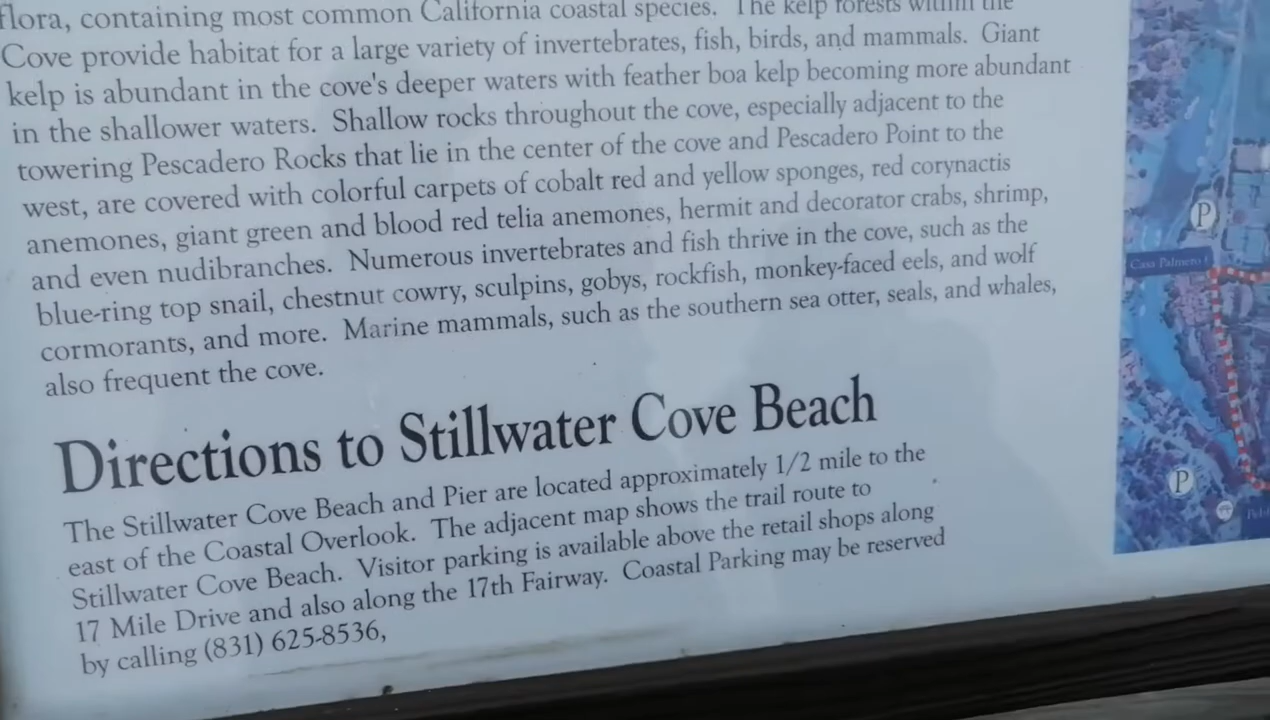 flora, containing most common California coastal species. The kelp forests within the
Cove provide habitat for a large variety of invertebrates, fish, birds, and mammals. Giant
kelp is abundant in the cove's deeper waters with feather boa kelp becoming more abundant
in the shallower waters. Shallow rocks throughout the cove, especially adjacent to the
towering Pescadero Rocks that lie in the center of the cove and Pescadero Point to the
west, are covered with colorful carpets of cobalt red and yellow sponges, red corynactis
anemones, giant green and blood red telia anemones, hermit and decorator crabs, shrimp,
and even nudibranches. Numerous invertebrates and fish thrive in the cove, such as the
blue-ring top snail, chestnut cowry, sculpins, gobys, rockfish, monkey-faced eels, and wolf
cormorants, and more. Marine mammals, such as the southern sea otter, seals, and whales,
also frequent the cove.
Directions to Stillwater Cove Beach
The Stillwater Cove Beach and Pier are located approximately 1/2 mile to the
east of the Coastal Overlook. The adjacent map shows the trail route to
Stillwater Cove Beach. Visitor parking is available above the retail shops along
17 Mile Drive and also along the 17th Fairway. Coastal Parking may be reserved
by calling (831) 625-8536,
P
Casa Palmero
P